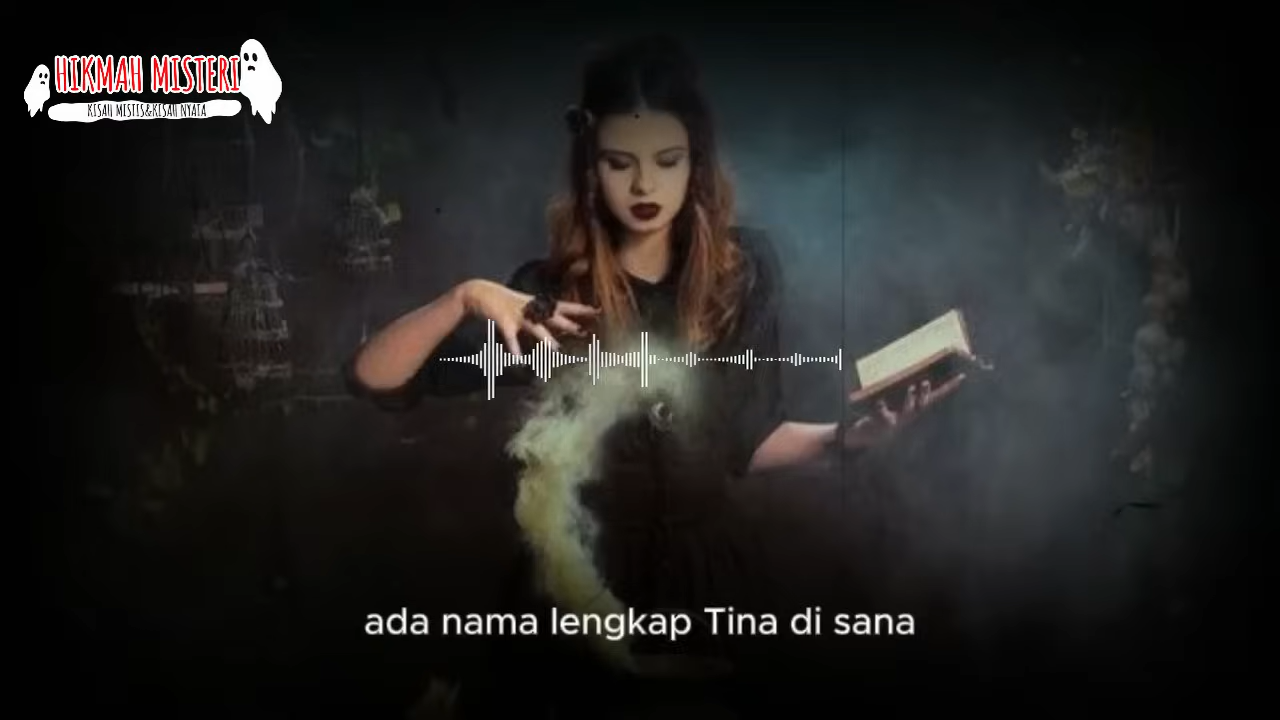 HIKMAH MISTERI
KISAH MISTIS&KISAH NYATA
ada nama lengkap Tina di sana